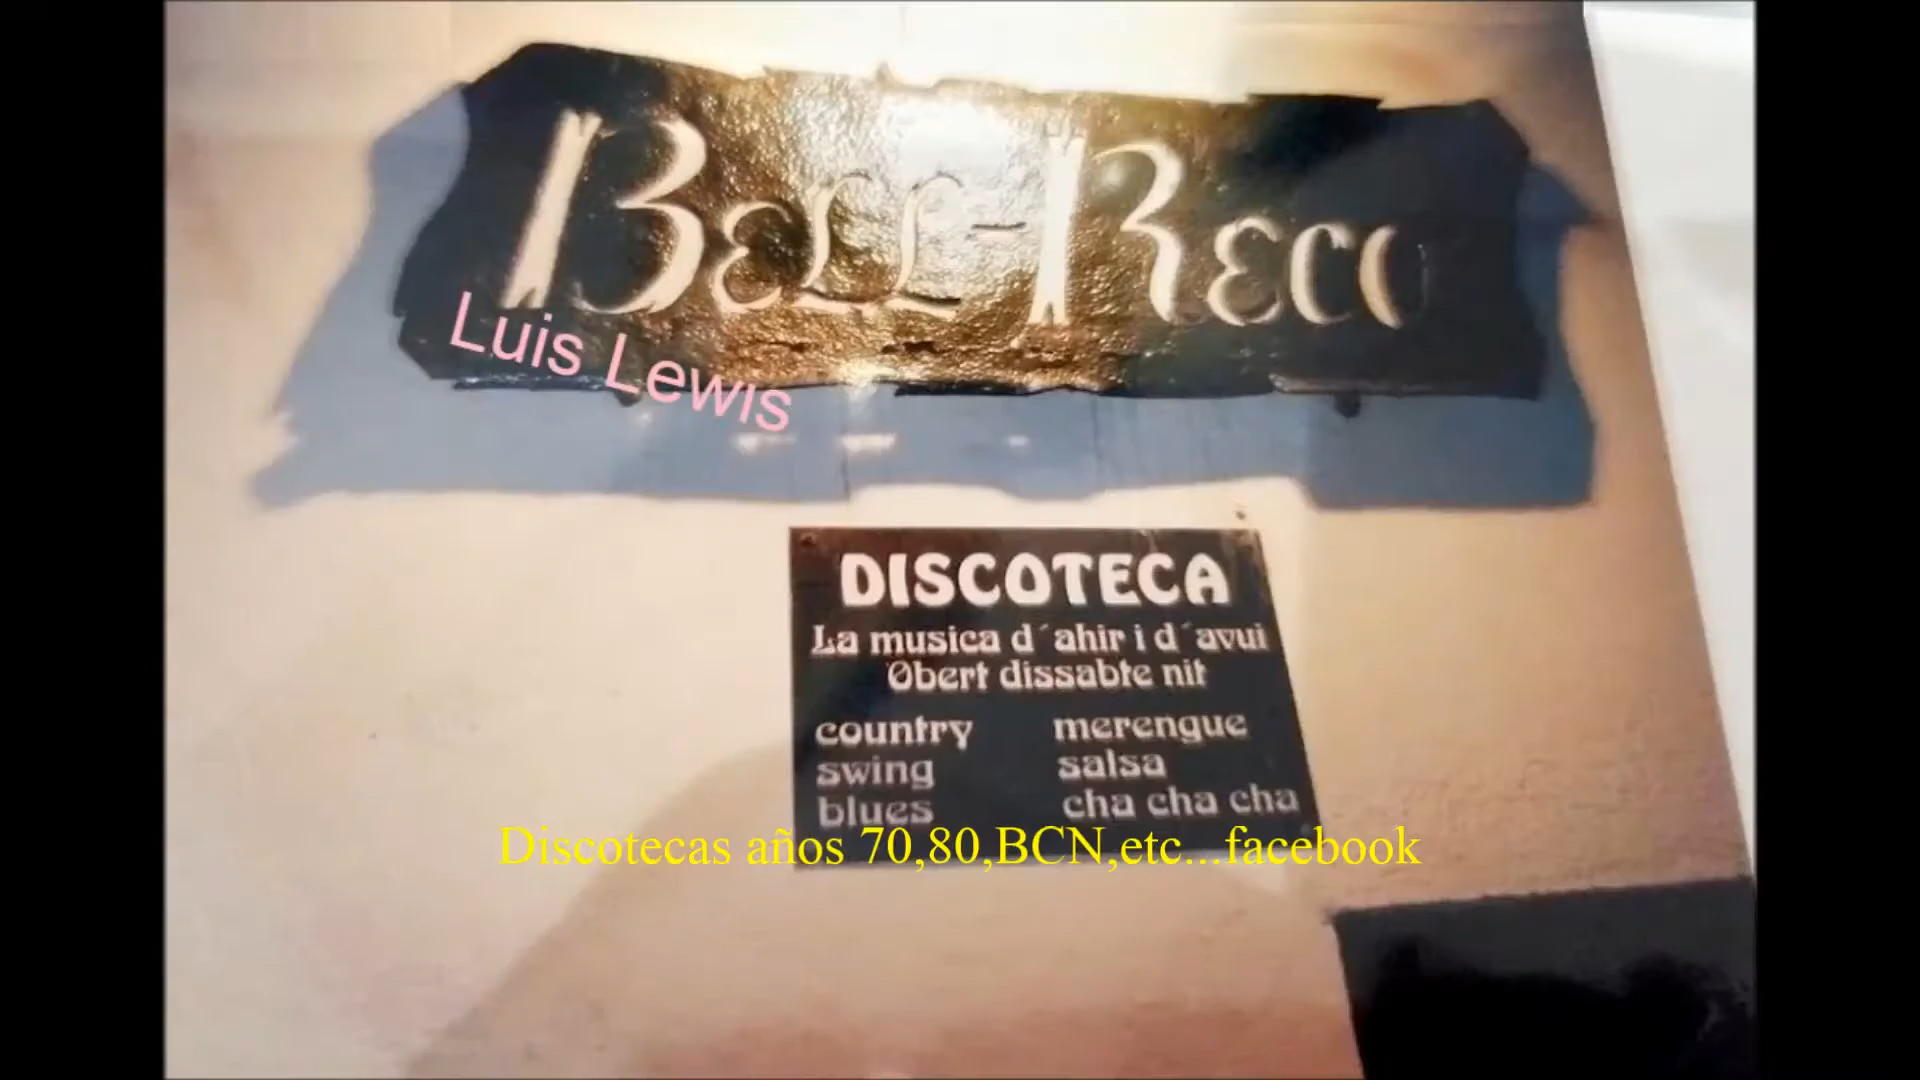 BELL-RECO
Luis Lewis
DISCOTECA
La musica d´ahir i d´avui
Obert dissabte nit
country merengue
swing salsa
blues cha cha cha
Discotecas años 70,80,BCN,etc...facebook